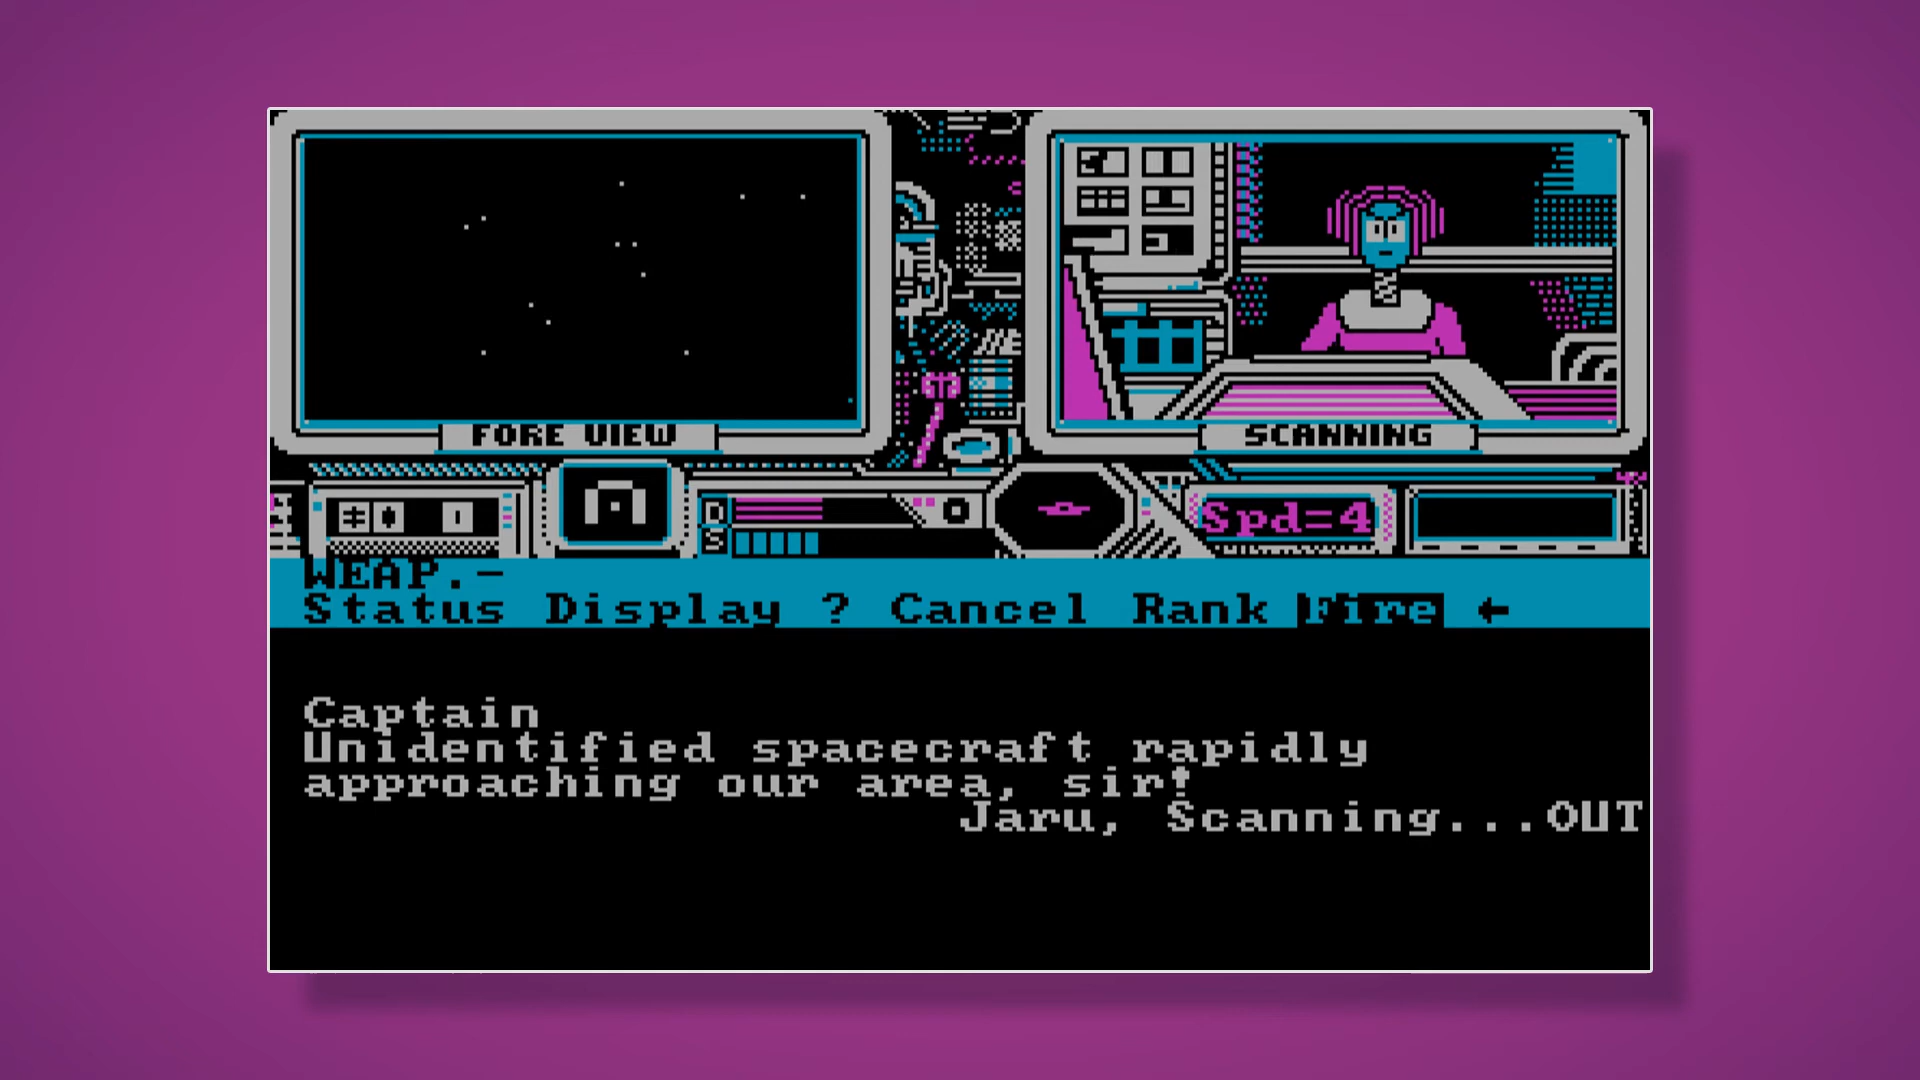 FORE VIEW
SCANNING
D
S
Spd=4
WEAP.-
Status Display ? Cancel Rank Fire ←
Captain
Unidentified spacecraft rapidly
approaching our area, sir!
Jaru, Scanning...OUT